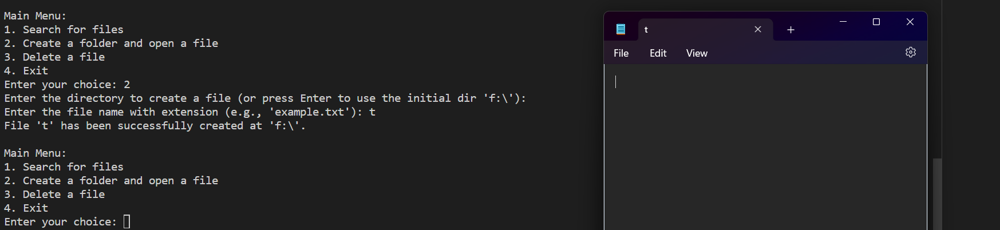 Main Menu:
1. Search for files
2. Create a folder and open a file
3. Delete a file
4. Exit
Enter your choice: 2
Enter the directory to create a file (or press Enter to use the initial dir 'f:\'):
Enter the file name with extension (e.g., 'example.txt'): t
File 't' has been successfully created at 'f:\'.

Main Menu:
1. Search for files
2. Create a folder and open a file
3. Delete a file
4. Exit
Enter your choice:
t
File Edit View